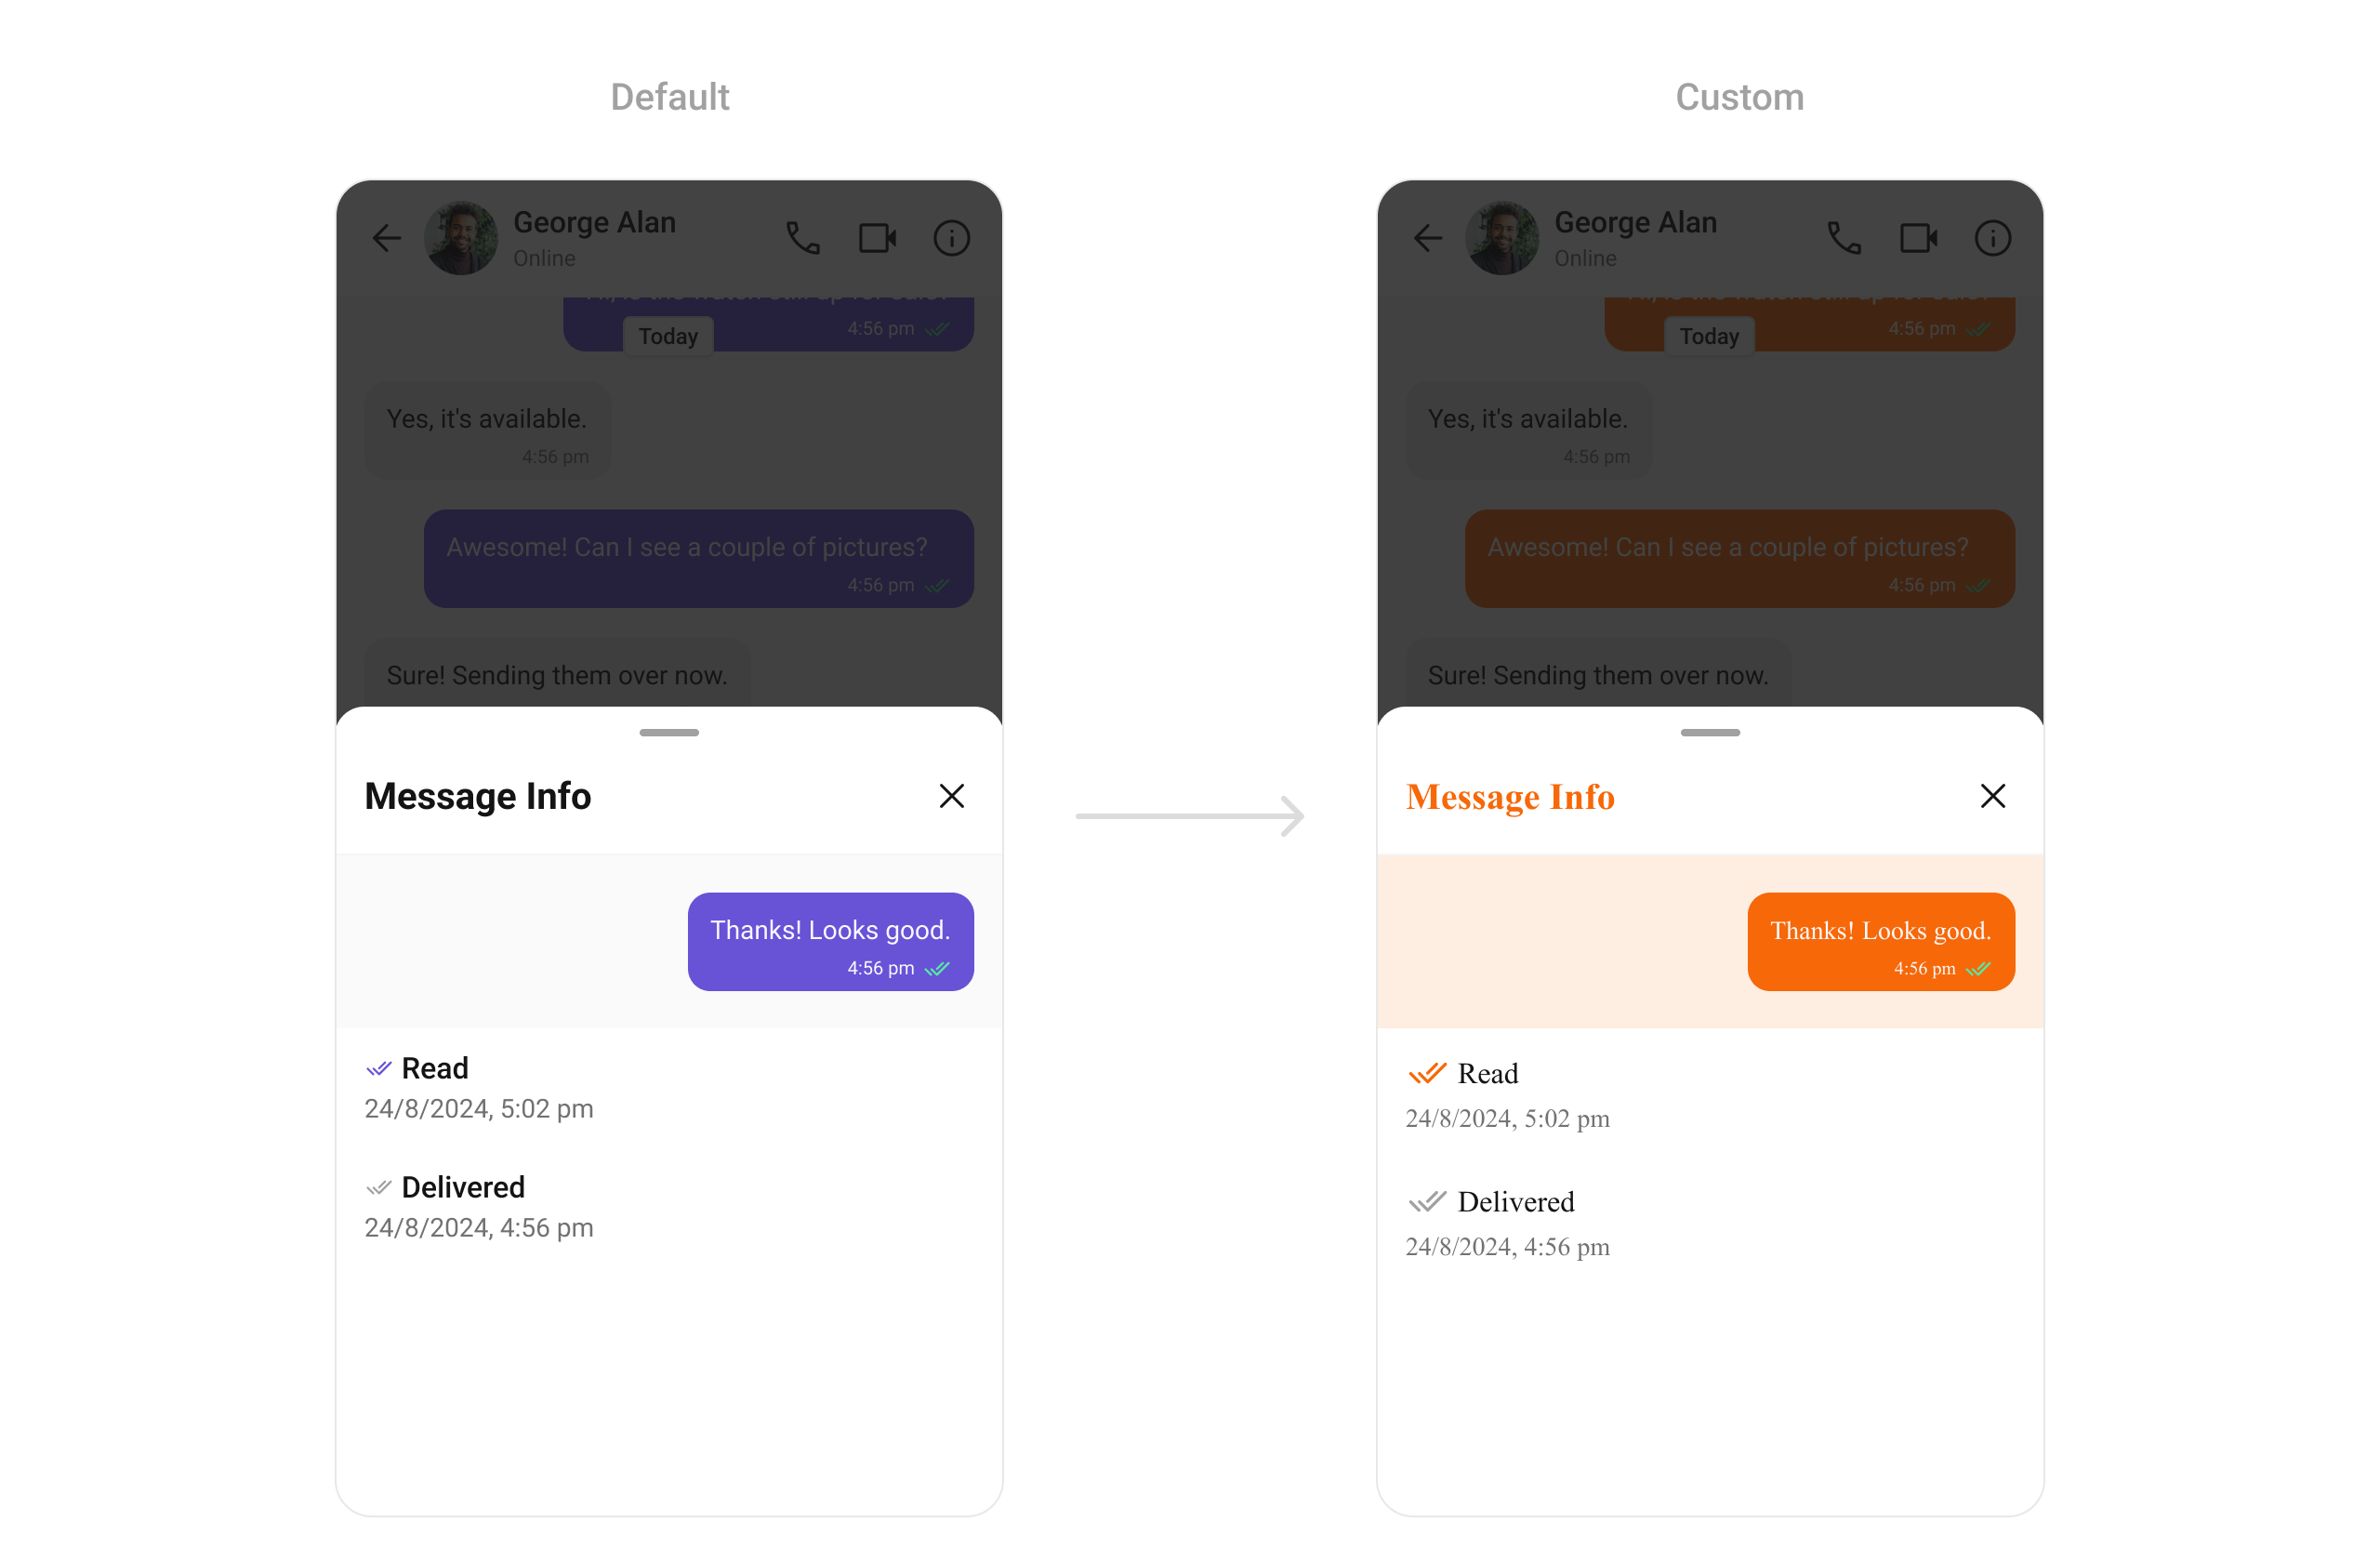 Default
George Alan
Online
4:56 pm
Today
Yes, it's available.
4:56 pm
Awesome! Can I see a couple of pictures?
4:56 pm
Sure! Sending them over now.
Message Info
Thanks! Looks good.
4:56 pm
Read
24/8/2024, 5:02 pm
Delivered
24/8/2024, 4:56 pm
Custom
George Alan
Online
4:56 pm
Today
Yes, it's available.
4:56 pm
Awesome! Can I see a couple of pictures?
4:56 pm
Sure! Sending them over now.
Message Info
Thanks! Looks good.
4:56 pm
Read
24/8/2024, 5:02 pm
Delivered
24/8/2024, 4:56 pm